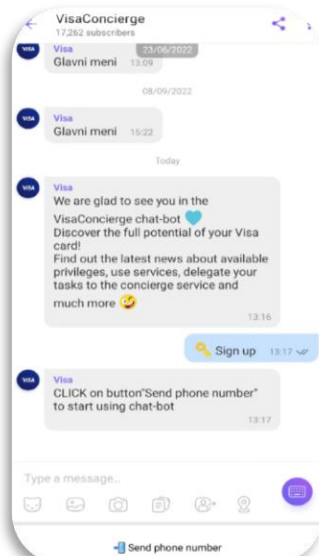 VisaConcierge
17,262 subscribers
VISA
Visa
23/06/2022
Glavni meni 13:09
08/09/2022
VISA
Visa
Glavni meni 15:22
Today
VISA
Visa
We are glad to see you in the
VisaConcierge chat-bot 🩵
Discover the full potential of your Visa
card!
Find out the latest news about available
privileges, use services, delegate your
tasks to the concierge service and
much more 🤪
13:16
🔑 Sign up 13:17
VISA
Visa
CLICK on button"Send phone number"
to start using chat-bot
13:17
Type a message...
📲 Send phone number